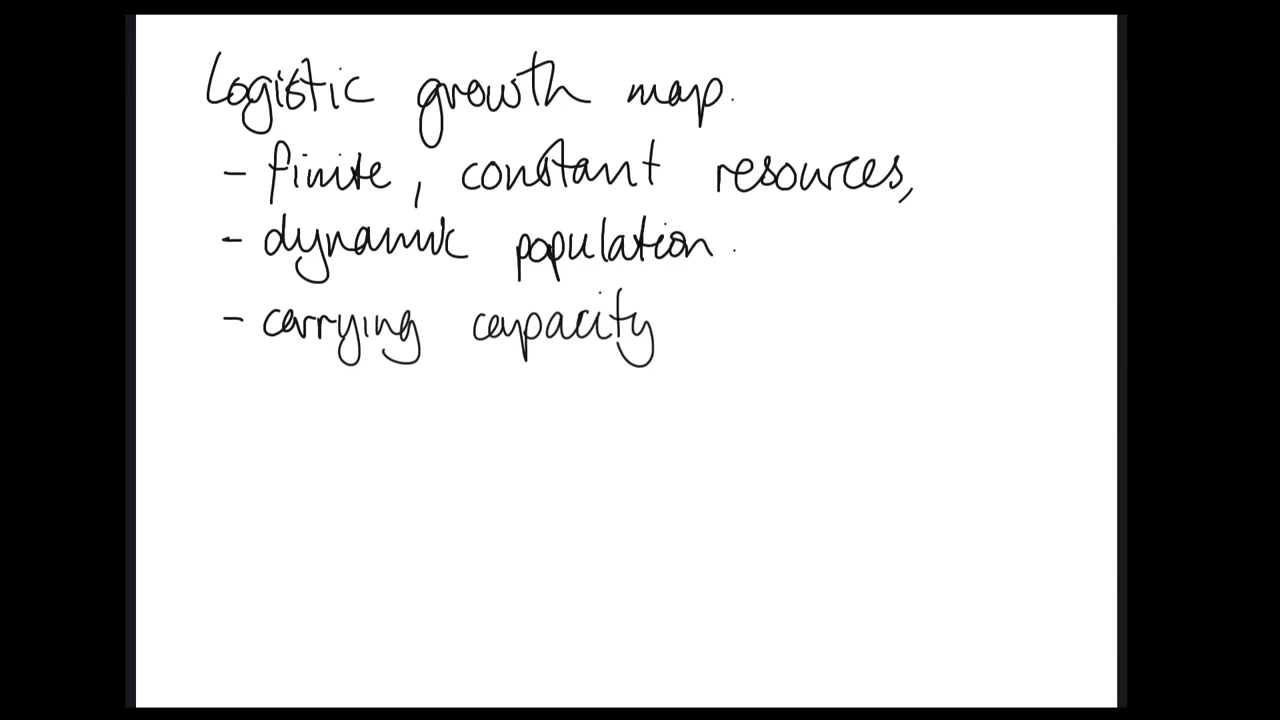 Logistic growth map.
- finite, constant resources,
- dynamic population.
- carrying capacity